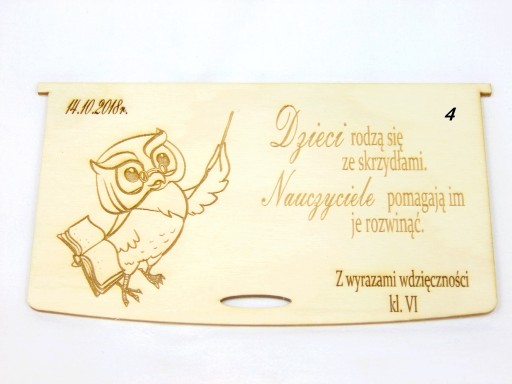 14.10.2018r.
4
Dzieci rodzą się
ze skrzydłami.
Nauczyciele pomagają im
je rozwinąć.
Z wyrazami wdzięczności
kl. VI